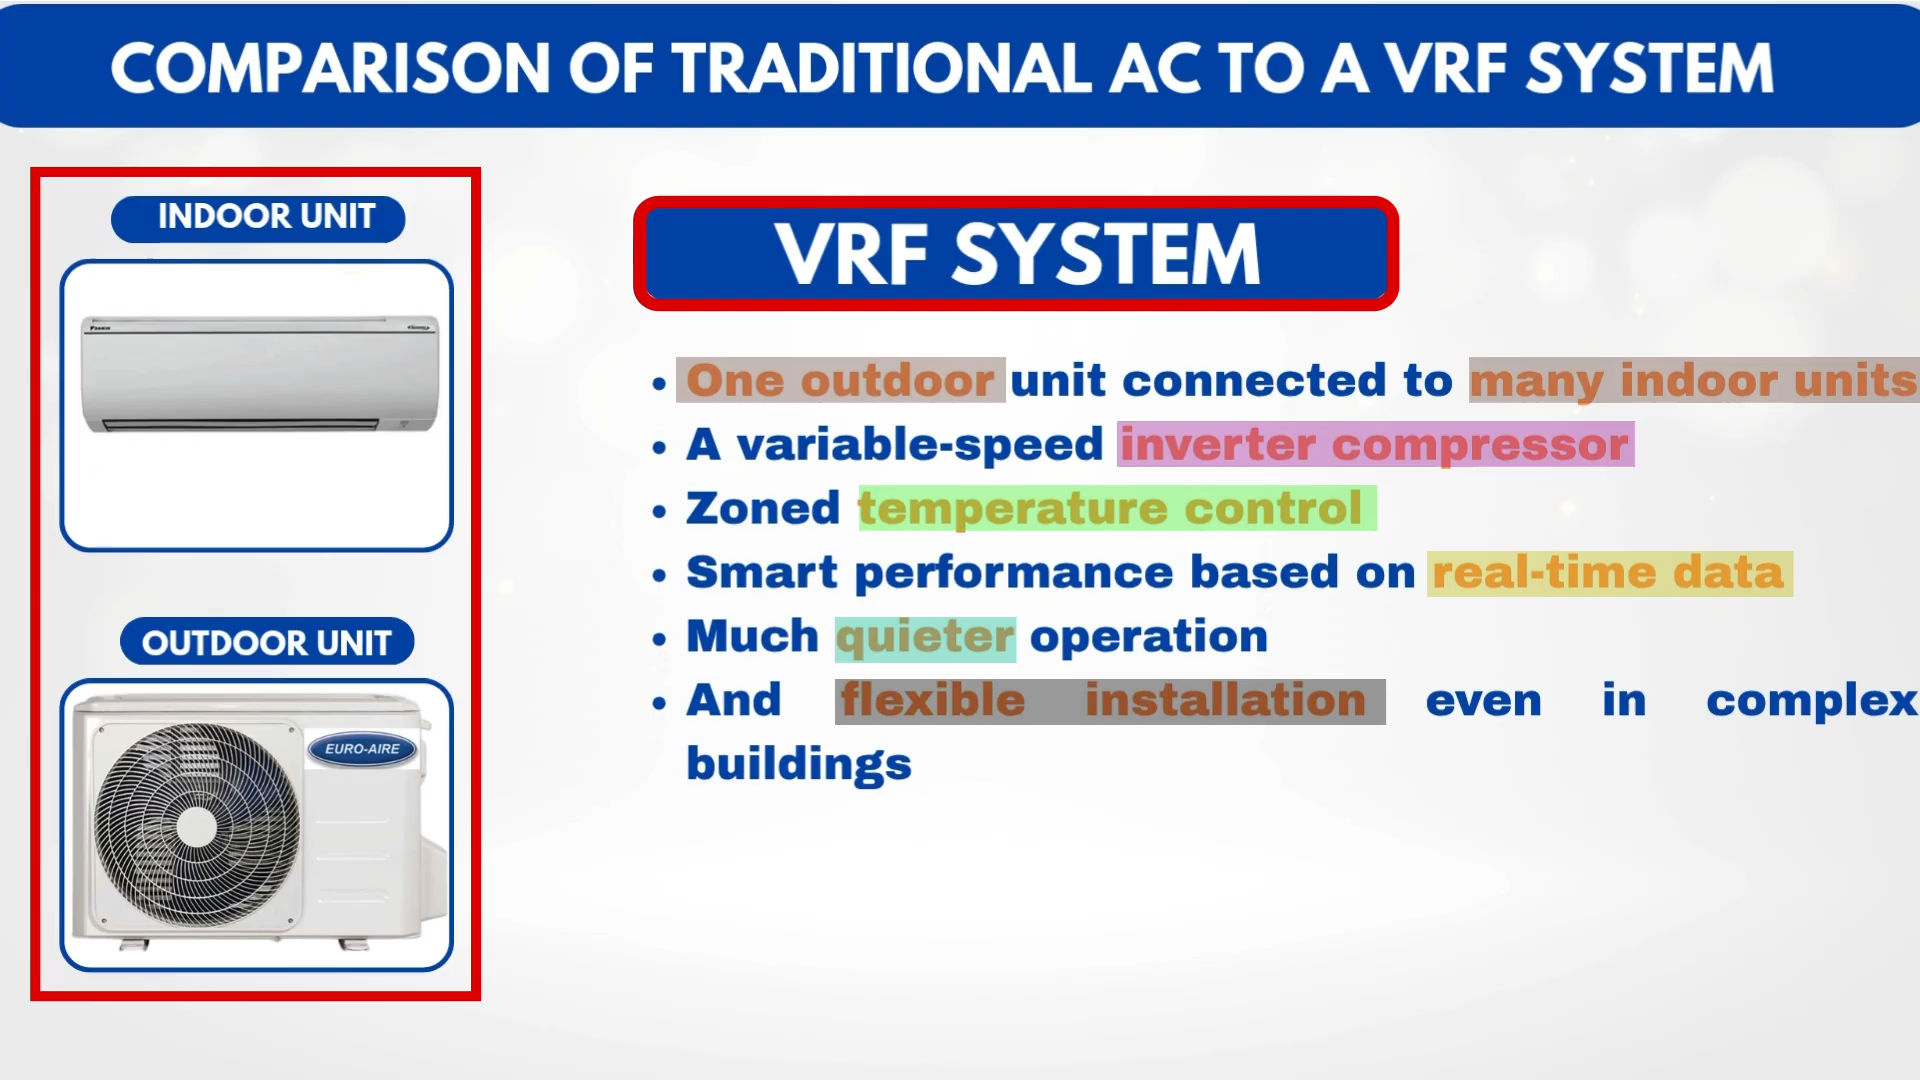 COMPARISON OF TRADITIONAL AC TO A VRF SYSTEM
INDOOR UNIT
DAIKIN
OUTDOOR UNIT
EURO-AIRE
VRF SYSTEM
• One outdoor unit connected to many indoor units
• A variable-speed inverter compressor
• Zoned temperature control
• Smart performance based on real-time data
• Much quieter operation
• And flexible installation even in complex
buildings